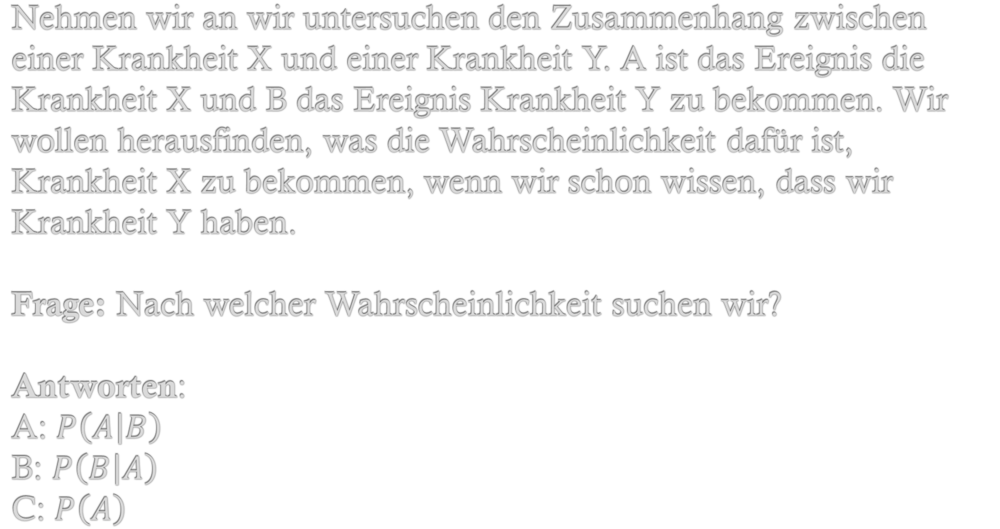 Nehmen wir an wir untersuchen den Zusammenhang zwischen
einer Krankheit X und einer Krankheit Y. A ist das Ereignis die
Krankheit X und B das Ereignis Krankheit Y zu bekommen. Wir
wollen herausfinden, was die Wahrscheinlichkeit dafür ist,
Krankheit X zu bekommen, wenn wir schon wissen, dass wir
Krankheit Y haben.
Frage: Nach welcher Wahrscheinlichkeit suchen wir?
Antworten:
A: P(A|B)
B: P(B|A)
C: P(A)